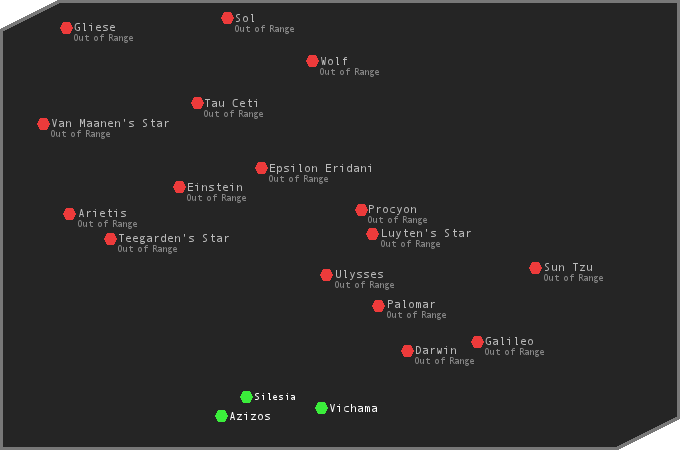 Sol
Out of Range
Gliese
Out of Range
Wolf
Out of Range
Tau Ceti
Out of Range
Van Maanen's Star
Out of Range
Epsilon Eridani
Out of Range
Einstein
Out of Range
Procyon
Out of Range
Arietis
Out of Range
Luyten's Star
Out of Range
Teegarden's Star
Out of Range
Sun Tzu
Out of Range
Ulysses
Out of Range
Palomar
Out of Range
Galileo
Out of Range
Darwin
Out of Range
Silesia
Vichama
Azizos